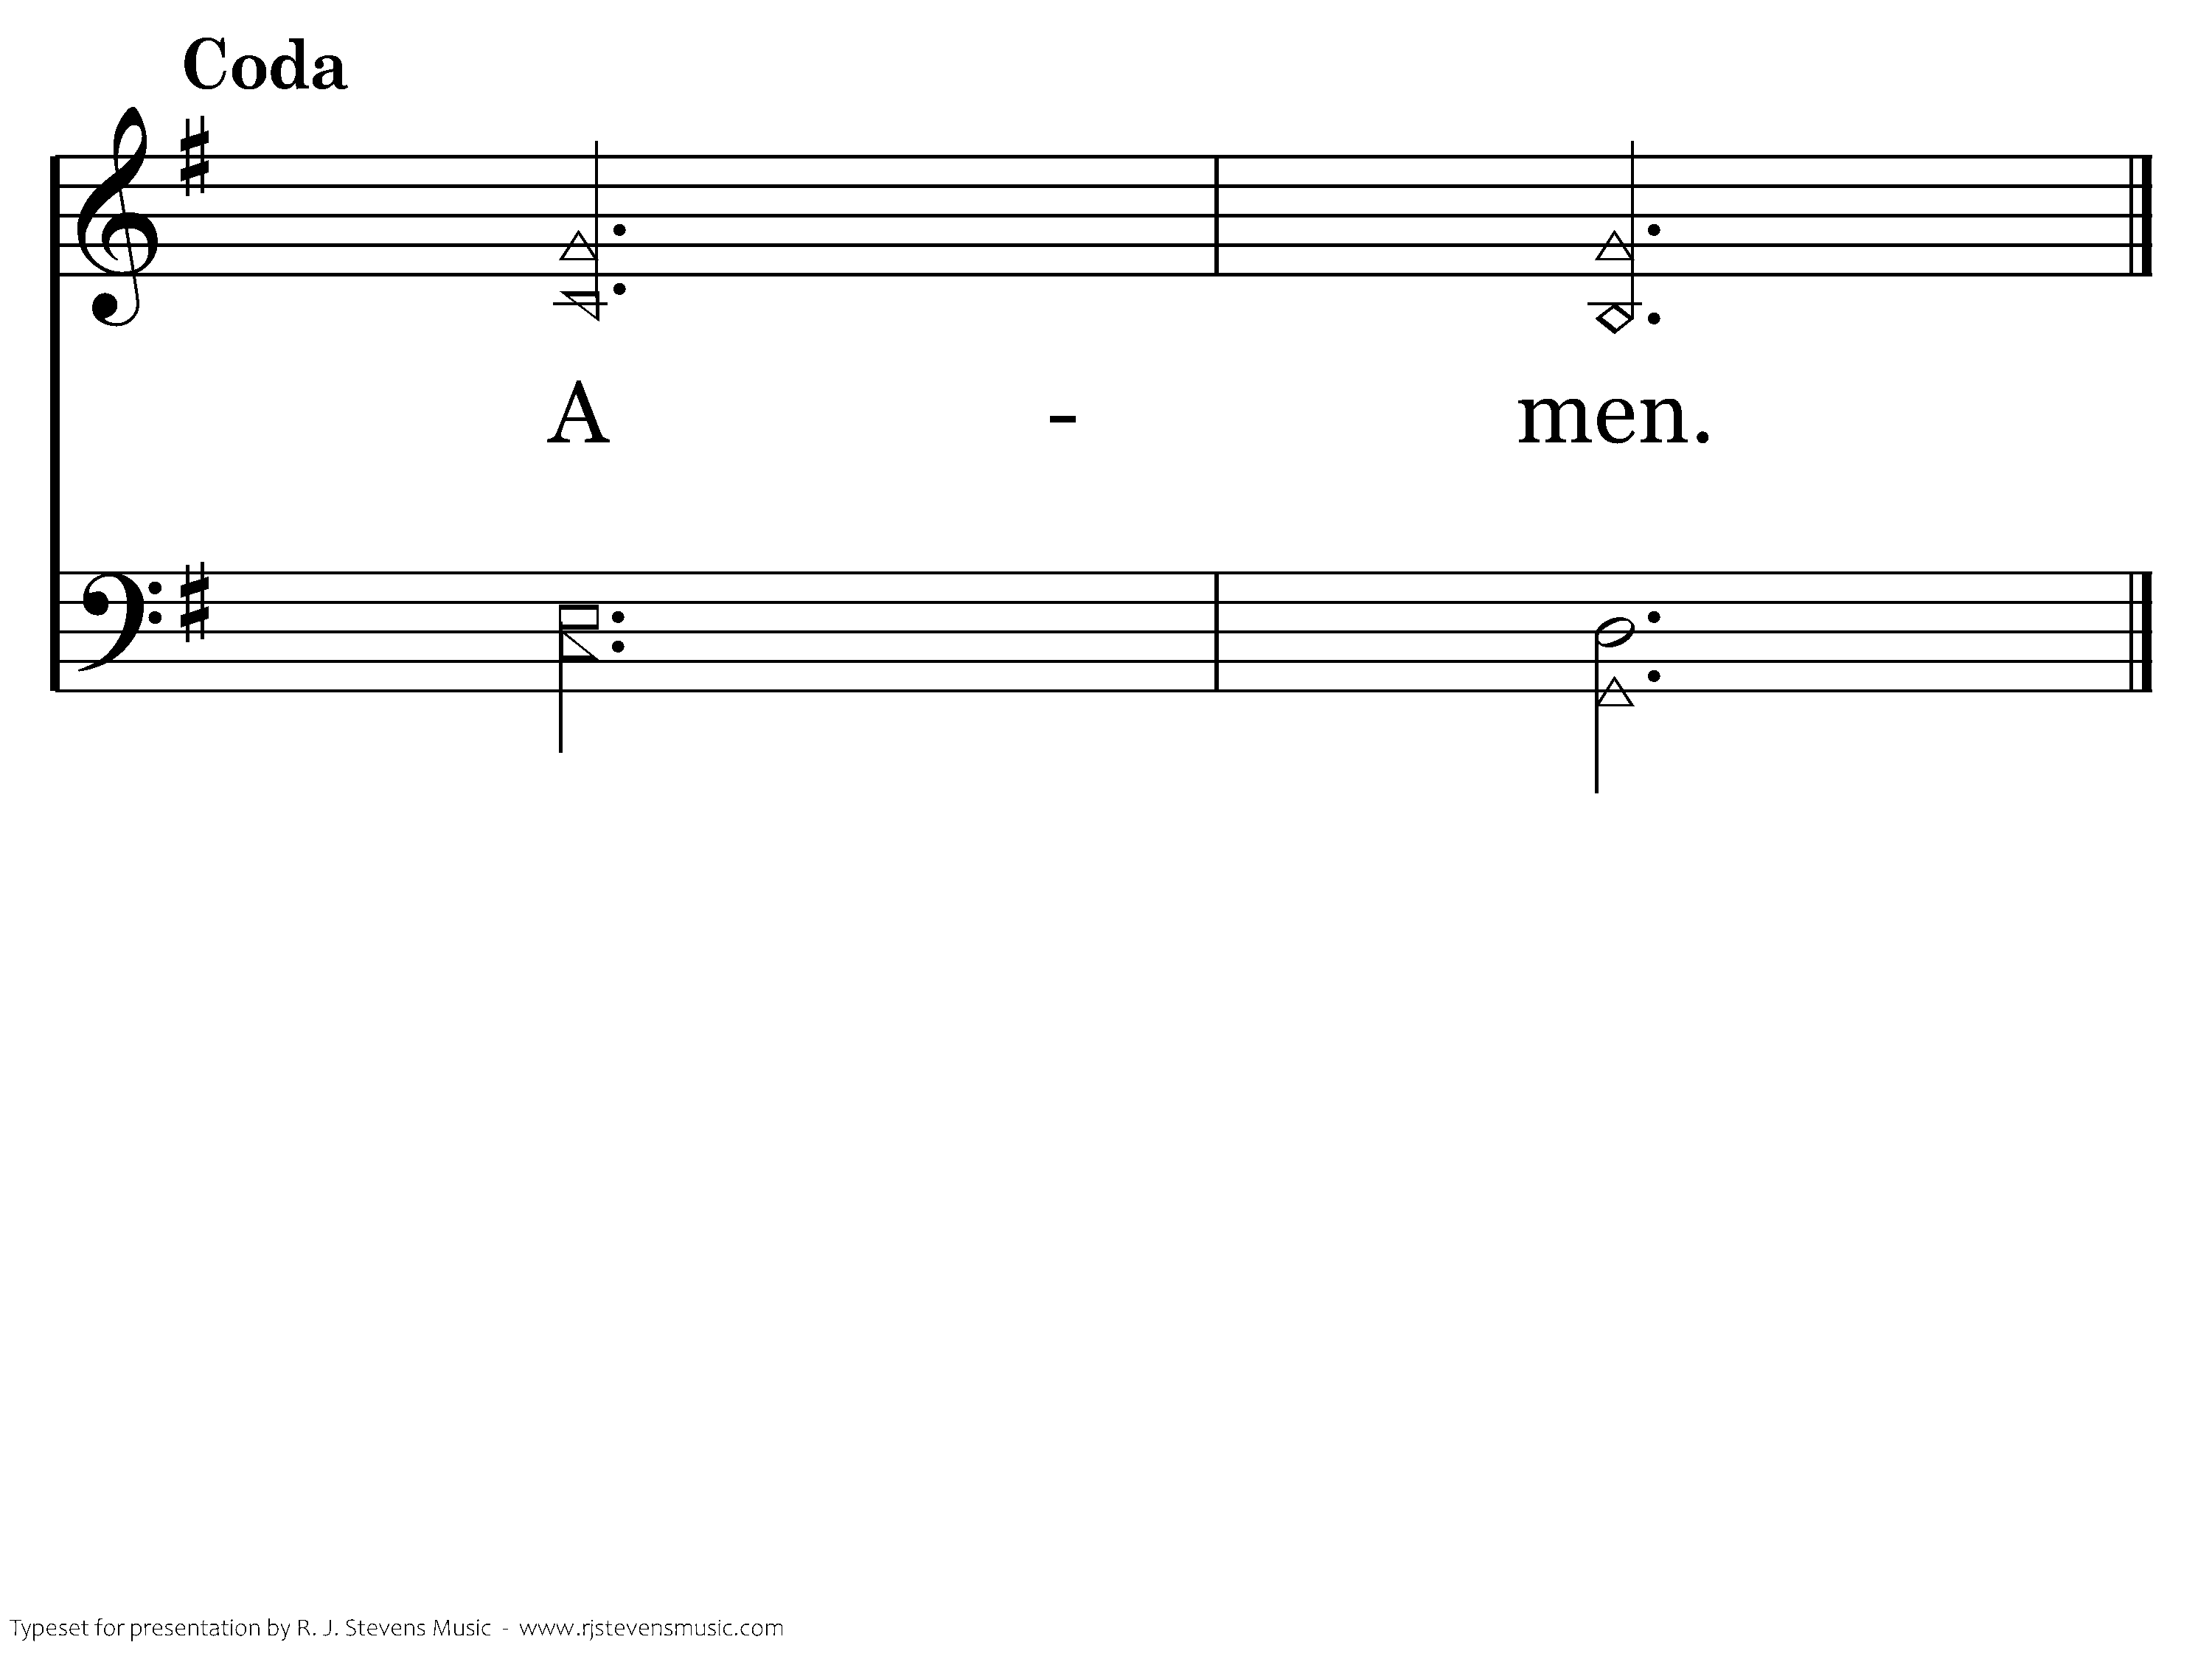 Coda
A - men.
Typeset for presentation by R. J. Stevens Music - www.rjstevensmusic.com